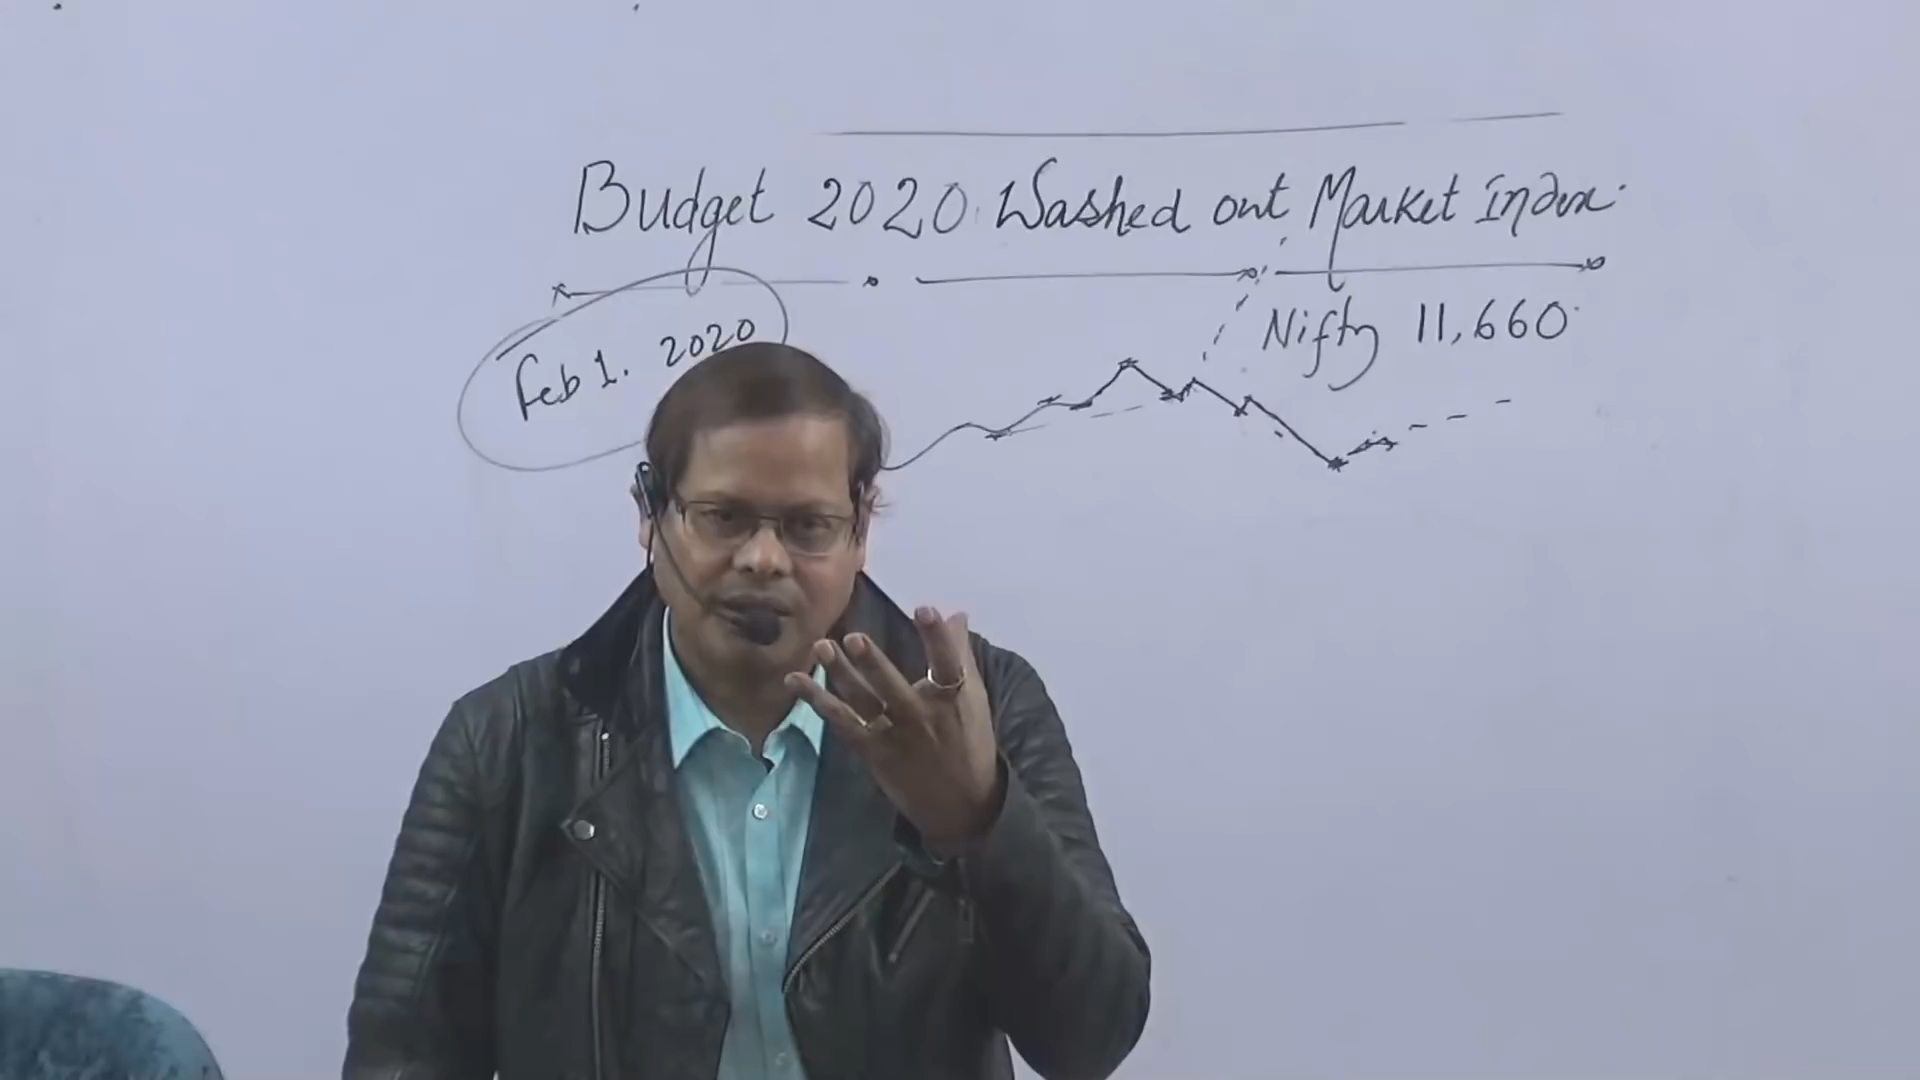 Budget 2020 Washed out Market Index.
Feb 1. 2020
Nifty 11,660